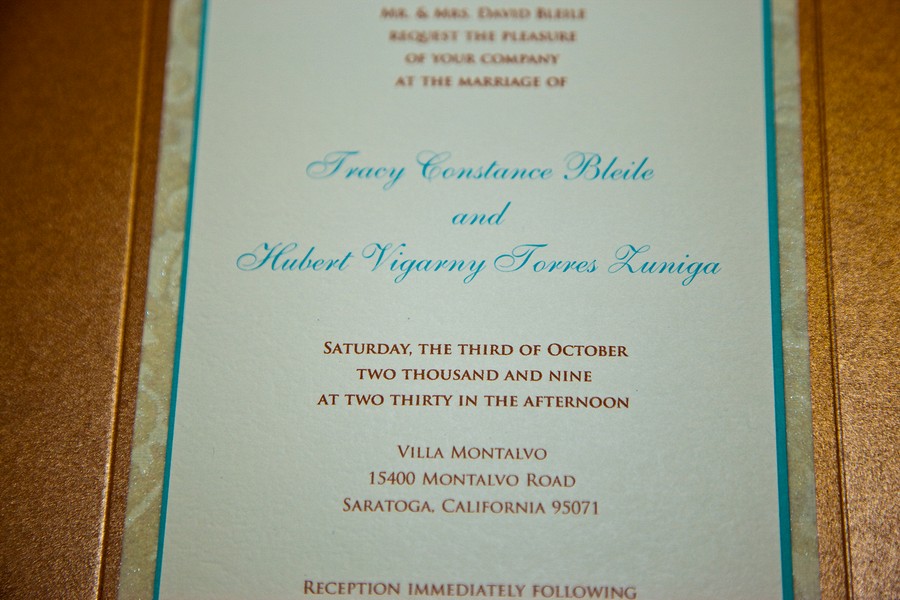 Mr. & Mrs. David Bleile
request the pleasure
of your company
at the marriage of
Tracy Constance Bleile
and
Hubert Vigarny Torres Zuniga
Saturday, the third of October
two thousand and nine
at two thirty in the afternoon
Villa Montalvo
15400 Montalvo Road
Saratoga, California 95071
Reception immediately following